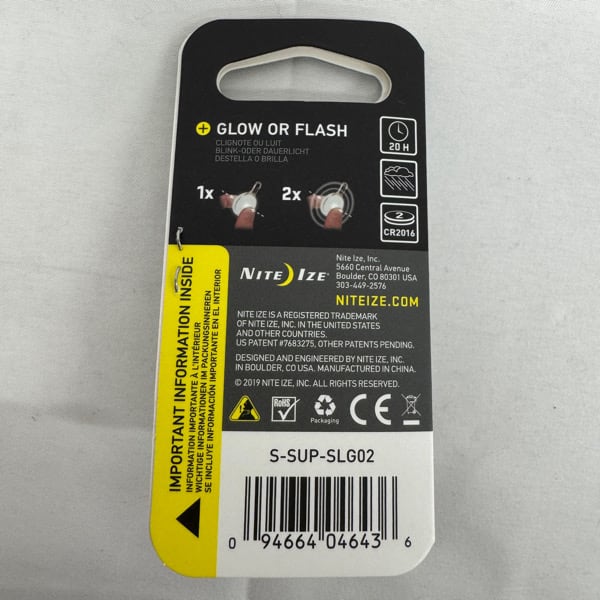 GLOW OR FLASH
CLIGNOTE OU LUIT
BLINK-ODER DAUERLICHT
DESTELLA O BRILLA
1x
2x
20 H
2
CR2016
NITE IZE®
Nite Ize, Inc.
5660 Central Avenue
Boulder, CO 80301 USA
303-449-2576
NITEIZE.COM
NITE IZE IS A REGISTERED TRADEMARK
OF NITE IZE, INC. IN THE UNITED STATES
AND OTHER COUNTRIES.
US PATENT #7683275, OTHER PATENTS PENDING.
DESIGNED AND ENGINEERED BY NITE IZE, INC.
IN BOULDER, CO USA. MANUFACTURED IN CHINA.
© 2019 NITE IZE, INC. ALL RIGHTS RESERVED.
RoHS
Packaging
CE
IMPORTANT INFORMATION INSIDE
INFORMATION IMPORTANTE À L'INTÉRIEUR
WICHTIGE INFORMATIONEN IM PACKUNGSINNEREN
SE INCLUYE INFORMACIÓN IMPORTANTE EN EL INTERIOR
S-SUP-SLG02
0 94664 04643 6